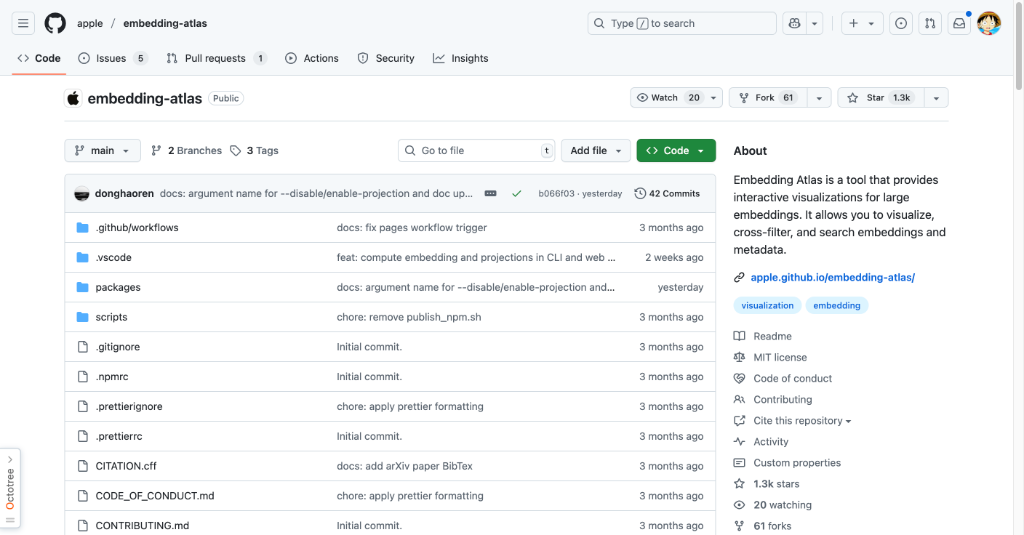 apple / embedding-atlas
Type / to search
Code
Issues 5
Pull requests 1
Actions
Security
Insights
embedding-atlas Public
Watch 20
Fork 61
Star 1.3k
main
2 Branches
3 Tags
Go to file t
Add file
Code
donghaoren docs: argument name for --disable/enable-projection and doc up... b066f03 · yesterday 42 Commits
.github/workflows docs: fix pages workflow trigger 3 months ago
.vscode feat: compute embedding and projections in CLI and web ... 2 weeks ago
packages docs: argument name for --disable/enable-projection and... yesterday
scripts chore: remove publish_npm.sh 3 months ago
.gitignore Initial commit. 3 months ago
.npmrc Initial commit. 3 months ago
.prettierignore chore: apply prettier formatting 3 months ago
.prettierrc Initial commit. 3 months ago
CITATION.cff docs: add arXiv paper BibTex 3 months ago
CODE_OF_CONDUCT.md chore: apply prettier formatting 3 months ago
CONTRIBUTING.md Initial commit. 3 months ago
About
Embedding Atlas is a tool that provides
interactive visualizations for large
embeddings. It allows you to visualize,
cross-filter, and search embeddings and
metadata.
apple.github.io/embedding-atlas/
visualization embedding
Readme
MIT license
Code of conduct
Contributing
Cite this repository
Activity
Custom properties
1.3k stars
20 watching
61 forks
Octotree